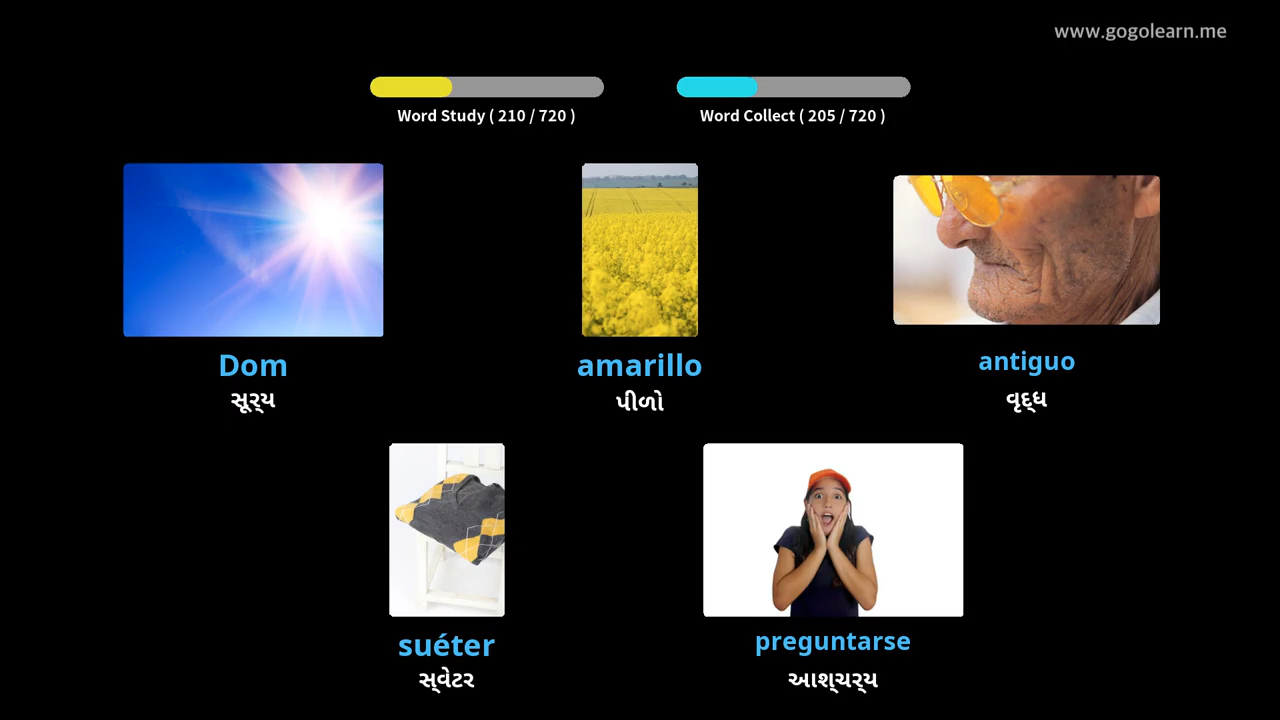 www.gogolearn.me
Word Study ( 210 / 720 )
Word Collect ( 205 / 720 )
Dom
સૂર્ય
amarillo
પીળો
antiguo
વૃદ્ધ
suéter
સ્વેટર
preguntarse
આશ્ચર્ય